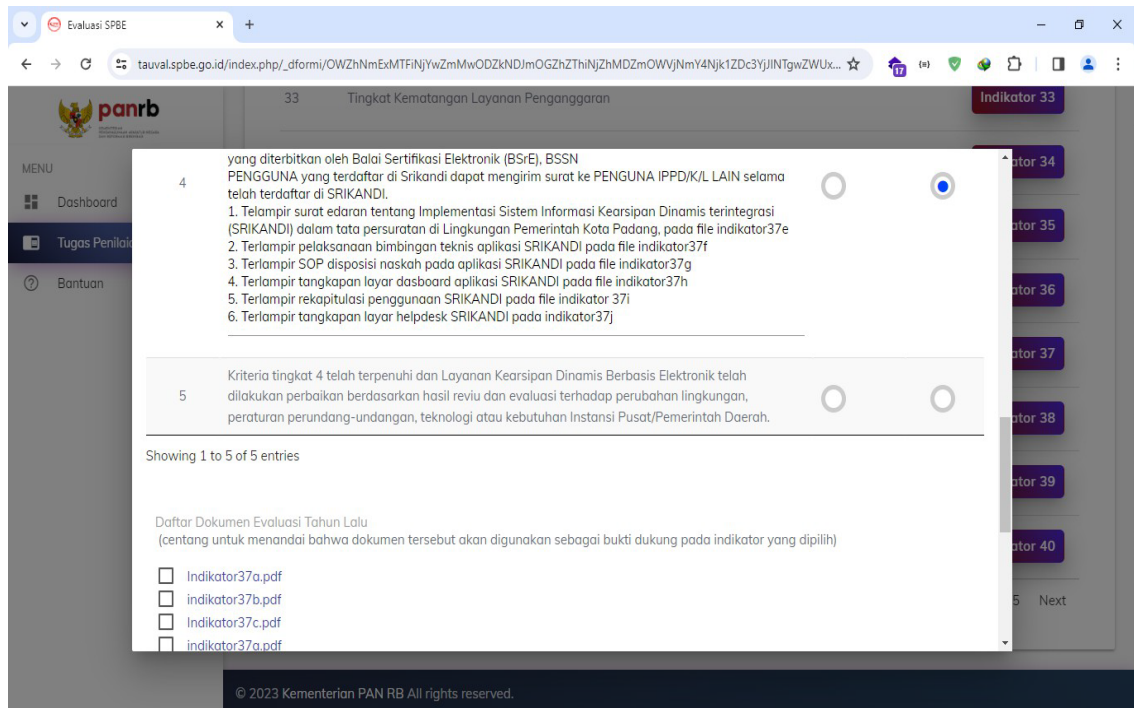 Evaluasi SPBE
tauval.spbe.go.id/index.php/_dformi/OWZhNmExMTFiNjYwZmMwODZkNDJmOGZhZThiNjZhMDZmOWVjNmY4Njk1ZDc3YjJlNTgwZWUx...
17
panrb
MENU
Dashboard
Tugas Penilaia
Bantuan
33 Tingkat Kematangan Layanan Penganggaran Indikator 33
ator 34
ator 35
ator 36
ator 37
ator 38
ator 39
ator 40
5 Next
yang diterbitkan oleh Balai Sertifikasi Elektronik (BSrE), BSSN
4 PENGGUNA yang terdaftar di Srikandi dapat mengirim surat ke PENGUNA IPPD/K/L LAIN selama
telah terdaftar di SRIKANDI.
1. Telampir surat edaran tentang Implementasi Sistem Informasi Kearsipan Dinamis terintegrasi
(SRIKANDI) dalam tata persuratan di Lingkungan Pemerintah Kota Padang, pada file indikator37e
2. Terlampir pelaksanaan bimbingan teknis aplikasi SRIKANDI pada file indikator37f
3. Terlampir SOP disposisi naskah pada aplikasi SRIKANDI pada file indikator37g
4. Terlampir tangkapan layar dasboard aplikasi SRIKANDI pada file indikator37h
5. Terlampir rekapitulasi penggunaan SRIKANDI pada file indikator 37i
6. Terlampir tangkapan layar helpdesk SRIKANDI pada indikator37j
Kriteria tingkat 4 telah terpenuhi dan Layanan Kearsipan Dinamis Berbasis Elektronik telah
5 dilakukan perbaikan berdasarkan hasil reviu dan evaluasi terhadap perubahan lingkungan,
peraturan perundang-undangan, teknologi atau kebutuhan Instansi Pusat/Pemerintah Daerah.
Showing 1 to 5 of 5 entries
Daftar Dokumen Evaluasi Tahun Lalu
(centang untuk menandai bahwa dokumen tersebut akan digunakan sebagai bukti dukung pada indikator yang dipilih)
Indikator37a.pdf
indikator37b.pdf
Indikator37c.pdf
indikator37a.pdf
© 2023 Kementerian PAN RB All rights reserved.